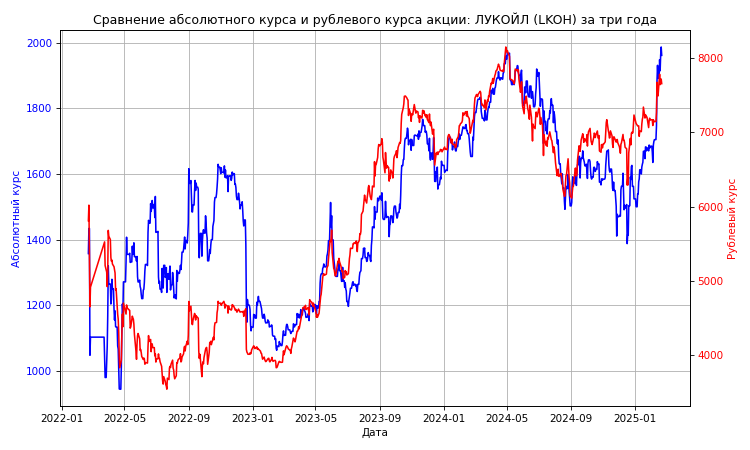 Сравнение абсолютного курса и рублевого курса акции: ЛУКОЙЛ (LKOH) за три года
2000
1800
1600
1400
1200
1000
Абсолютный курс
8000
7000
6000
5000
4000
Рублевый курс
2022-01 2022-05 2022-09 2023-01 2023-05 2023-09 2024-01 2024-05 2024-09 2025-01
Дата